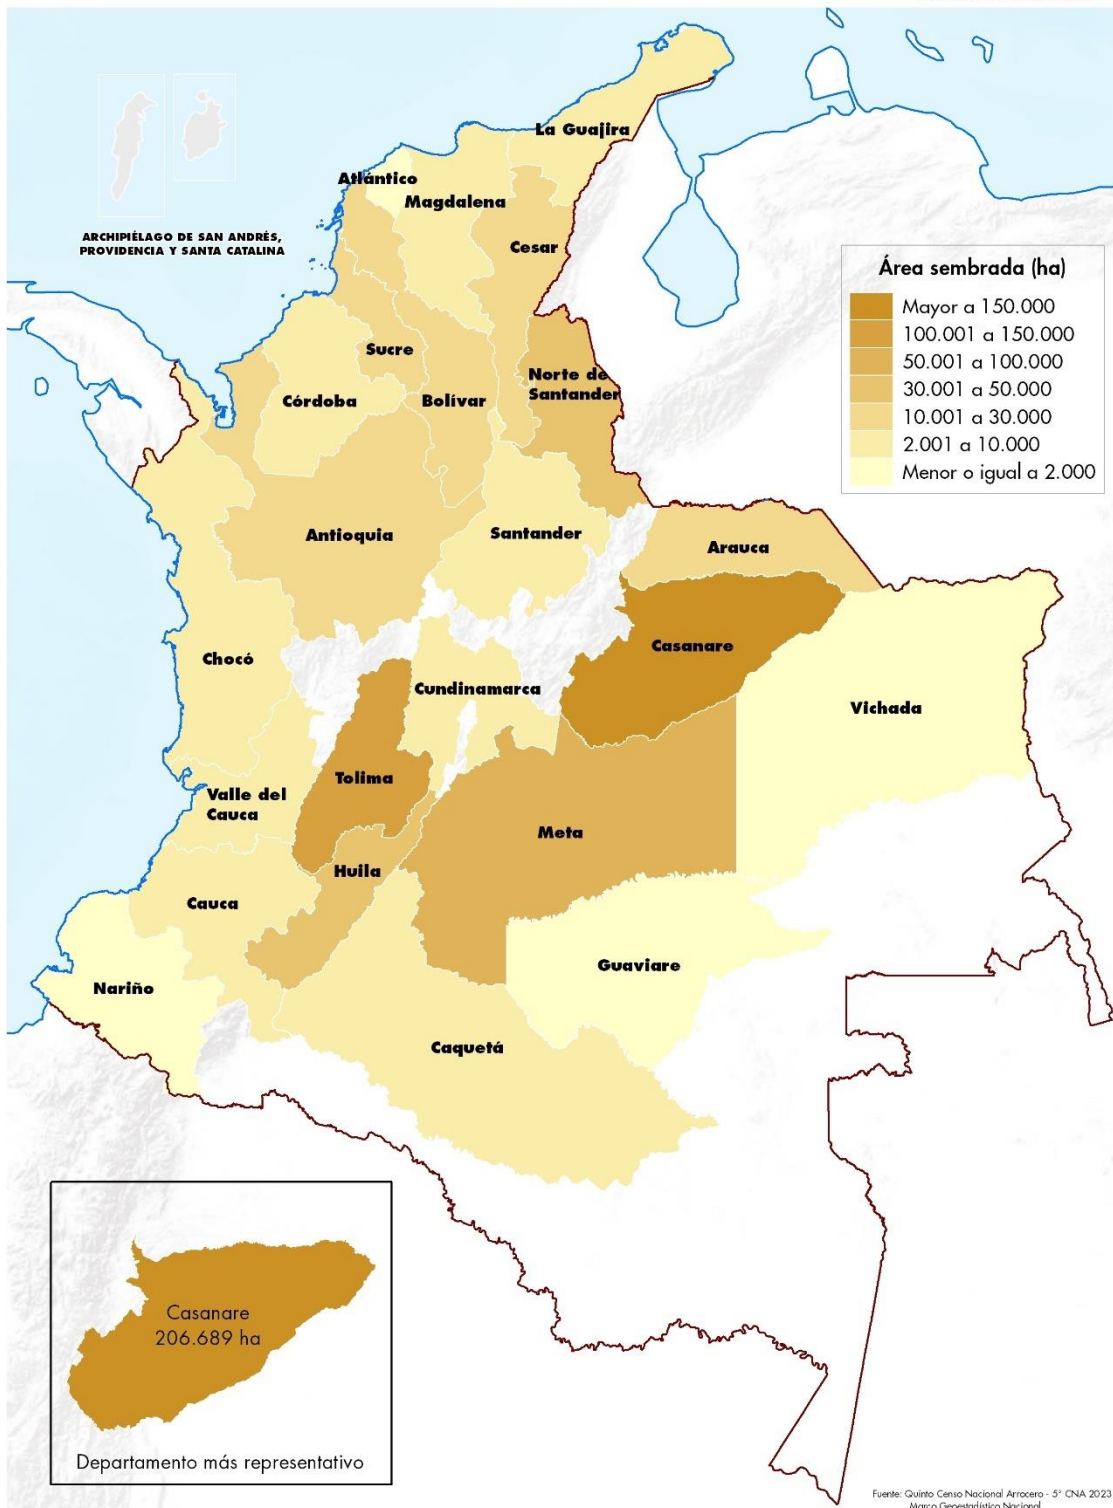 La Guajira
Atlántico
Magdalena
ARCHIPIÉLAGO DE SAN ANDRÉS,
PROVIDENCIA Y SANTA CATALINA
Cesar
Área sembrada (ha)
Mayor a 150.000
100.001 a 150.000
50.001 a 100.000
30.001 a 50.000
10.001 a 30.000
2.001 a 10.000
Menor o igual a 2.000
Sucre
Norte de
Santander
Córdoba
Bolívar
Antioquia
Santander
Arauca
Chocó
Casanare
Cundinamarca
Vichada
Tolima
Valle del
Cauca
Meta
Huila
Cauca
Guaviare
Nariño
Caquetá
Casanare
206.689 ha
Departamento más representativo
Fuente: Quinto Censo Nacional Arrocero - 5° CNA 2023
Marco Geoestadístico Nacional